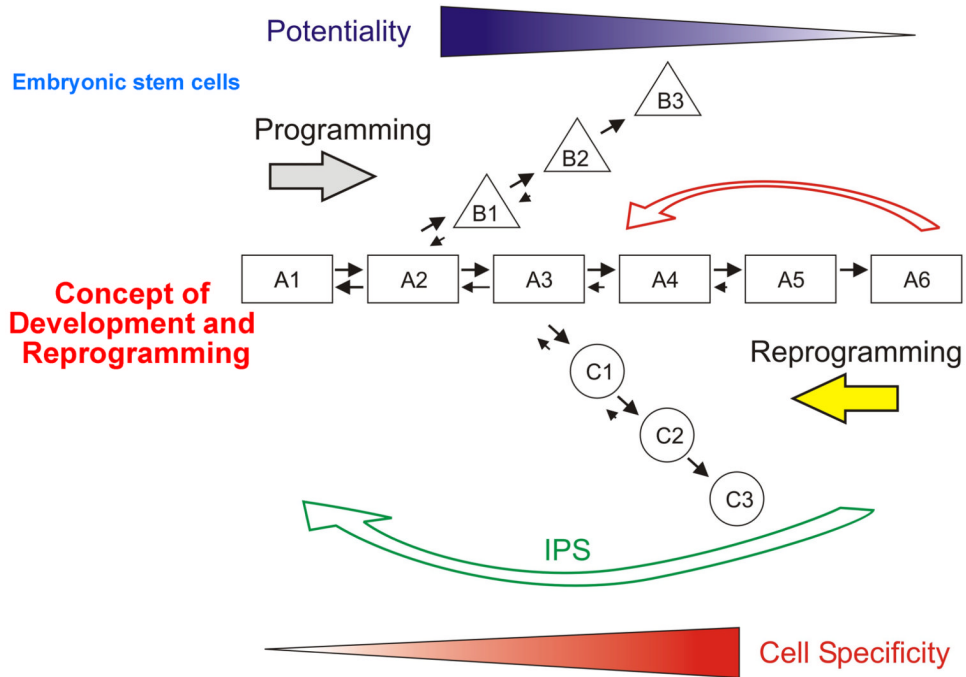 Potentiality
Embryonic stem cells
B3
Programming
B2
B1
A1 A2 A3 A4 A5 A6
Concept of
Development and
Reprogramming
Reprogramming
C1
C2
C3
IPS
Cell Specificity